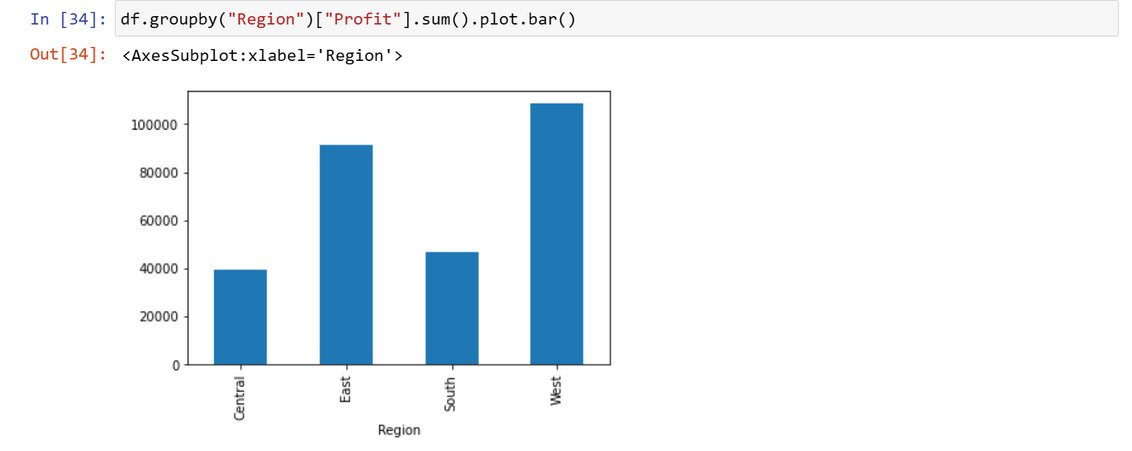 In [34]: df.groupby("Region")["Profit"].sum().plot.bar()
Out[34]: <AxesSubplot:xlabel='Region'>
100000
80000
60000
40000
20000
0
Central East South West
Region